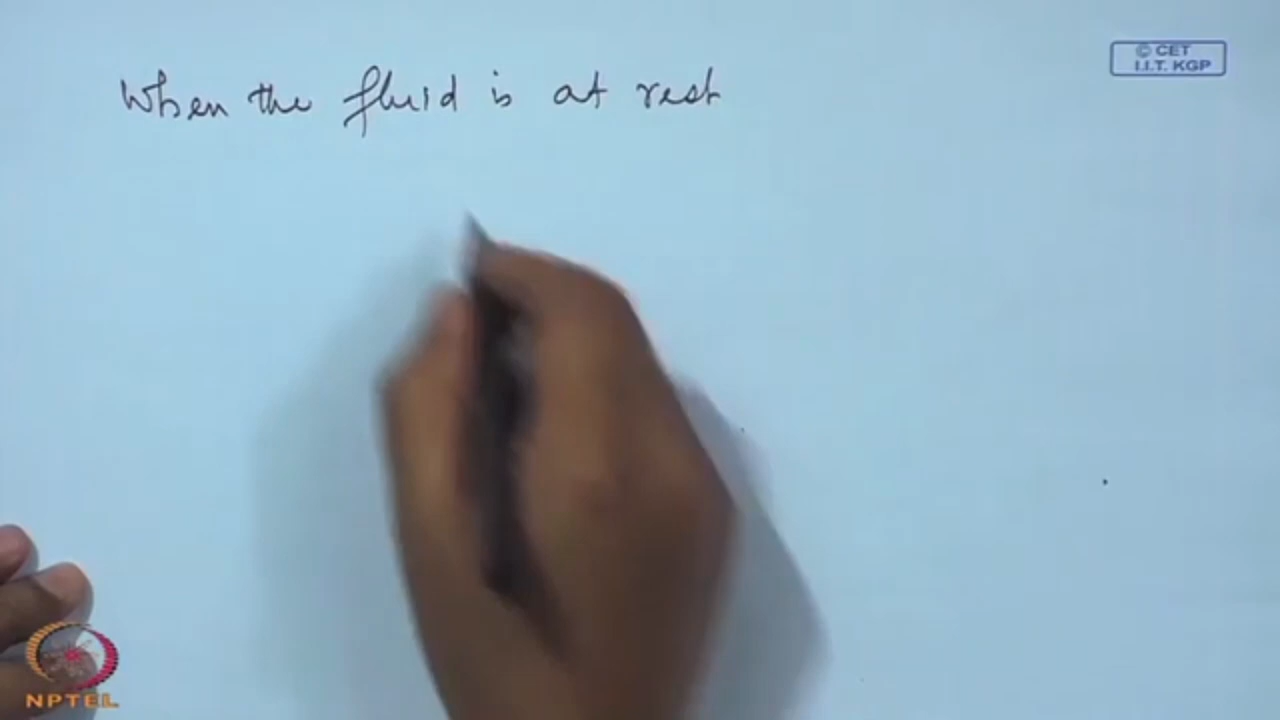 © CET
I.I.T. KGP
When the fluid is at rest
NPTEL